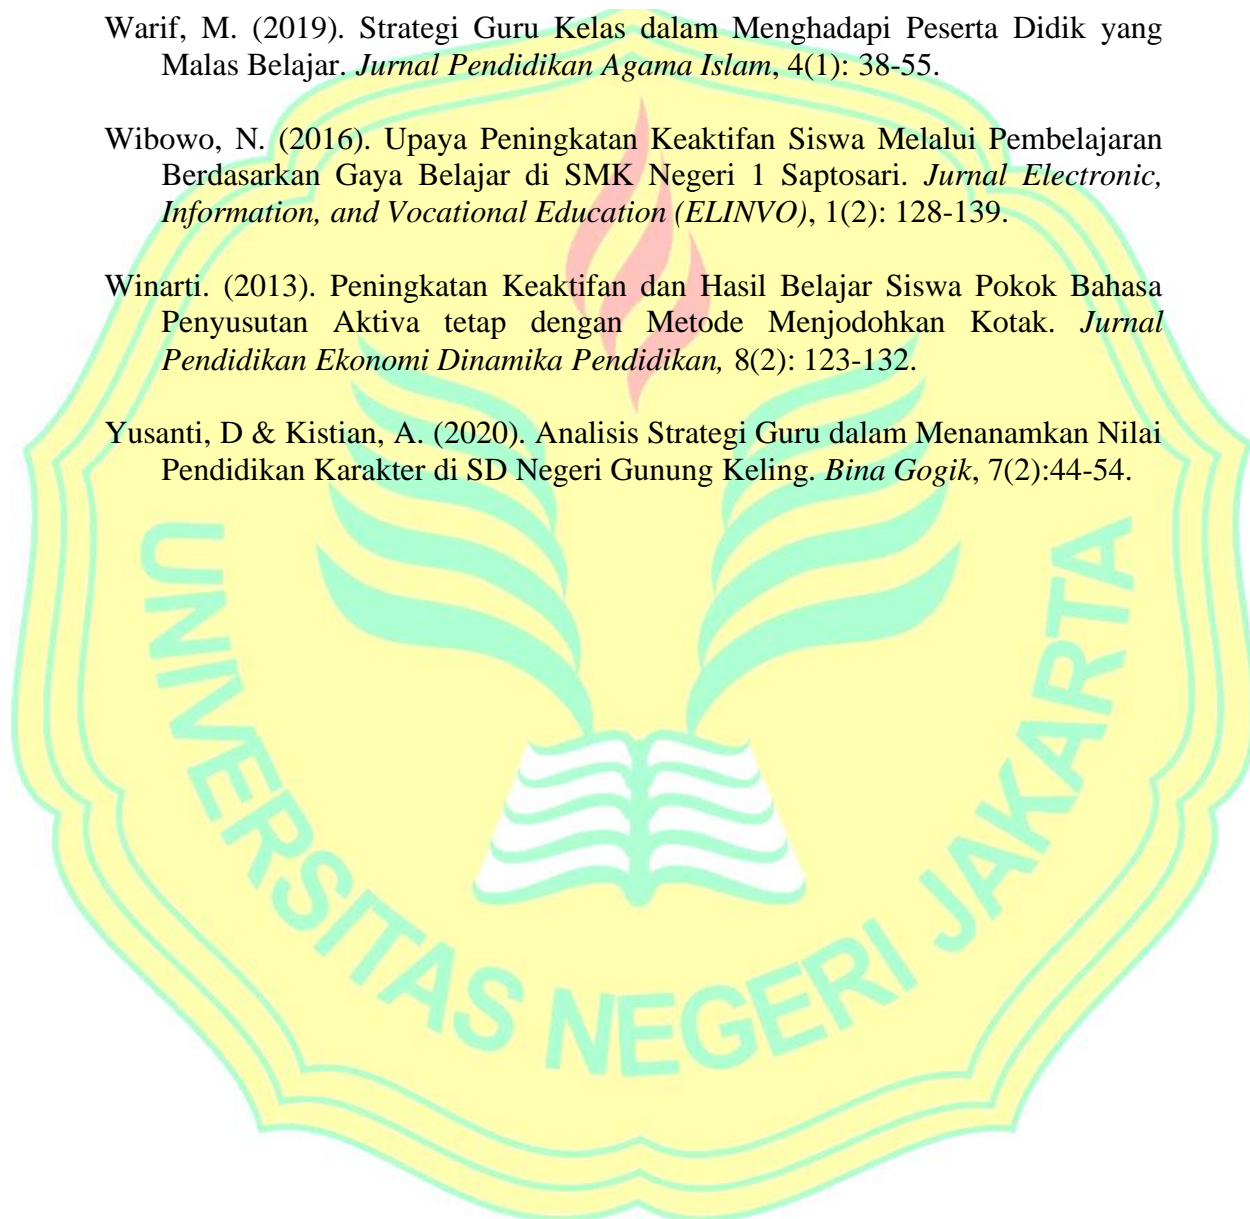 Warif, M. (2019). Strategi Guru Kelas dalam Menghadapi Peserta Didik yang
Malas Belajar. Jurnal Pendidikan Agama Islam, 4(1): 38-55.
Wibowo, N. (2016). Upaya Peningkatan Keaktifan Siswa Melalui Pembelajaran
Berdasarkan Gaya Belajar di SMK Negeri 1 Saptosari. Jurnal Electronic,
Information, and Vocational Education (ELINVO), 1(2): 128-139.
Winarti. (2013). Peningkatan Keaktifan dan Hasil Belajar Siswa Pokok Bahasa
Penyusutan Aktiva tetap dengan Metode Menjodohkan Kotak. Jurnal
Pendidikan Ekonomi Dinamika Pendidikan, 8(2): 123-132.
Yusanti, D & Kistian, A. (2020). Analisis Strategi Guru dalam Menanamkan Nilai
Pendidikan Karakter di SD Negeri Gunung Keling. Bina Gogik, 7(2):44-54.
UNIVERSITAS NEGERI JAKARTA